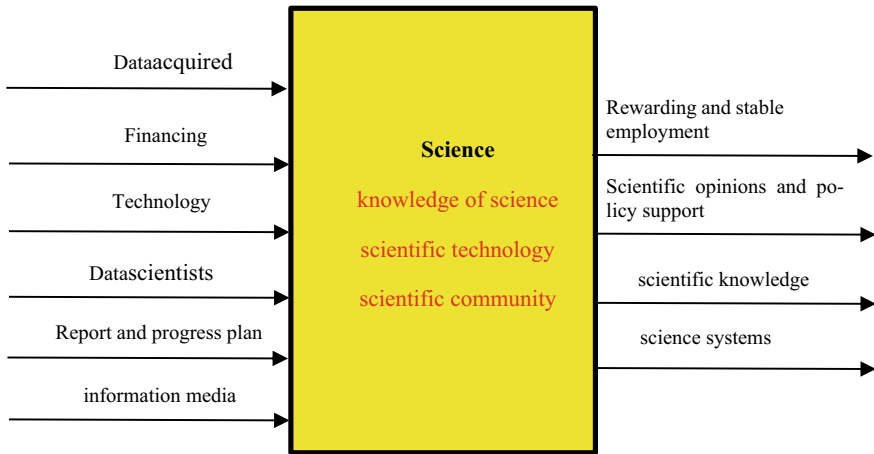 Dataacquired
Financing
Technology
Datascientists
Report and progress plan
information media
Science
knowledge of science
scientific technology
scientific community
Rewarding and stable
employment
Scientific opinions and po-
licy support
scientific knowledge
science systems